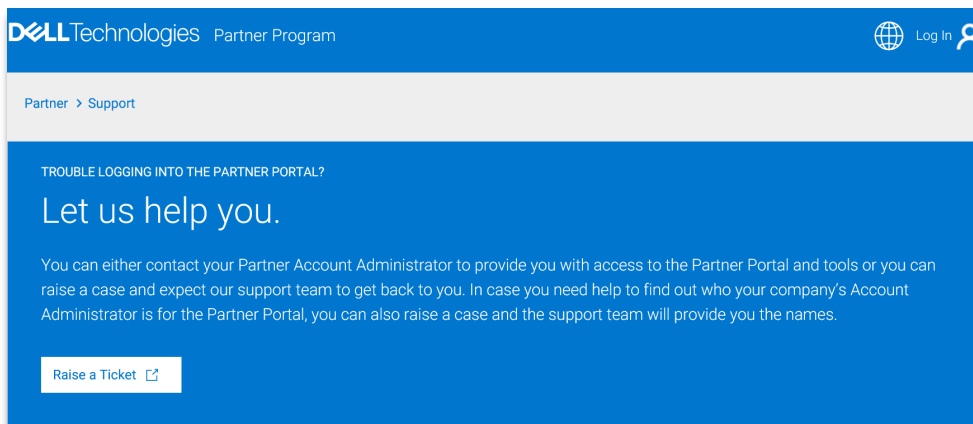 DELLTechnologies Partner Program
Log In
Partner > Support
TROUBLE LOGGING INTO THE PARTNER PORTAL?
Let us help you.
You can either contact your Partner Account Administrator to provide you with access to the Partner Portal and tools or you can
raise a case and expect our support team to get back to you. In case you need help to find out who your company's Account
Administrator is for the Partner Portal, you can also raise a case and the support team will provide you the names.
Raise a Ticket